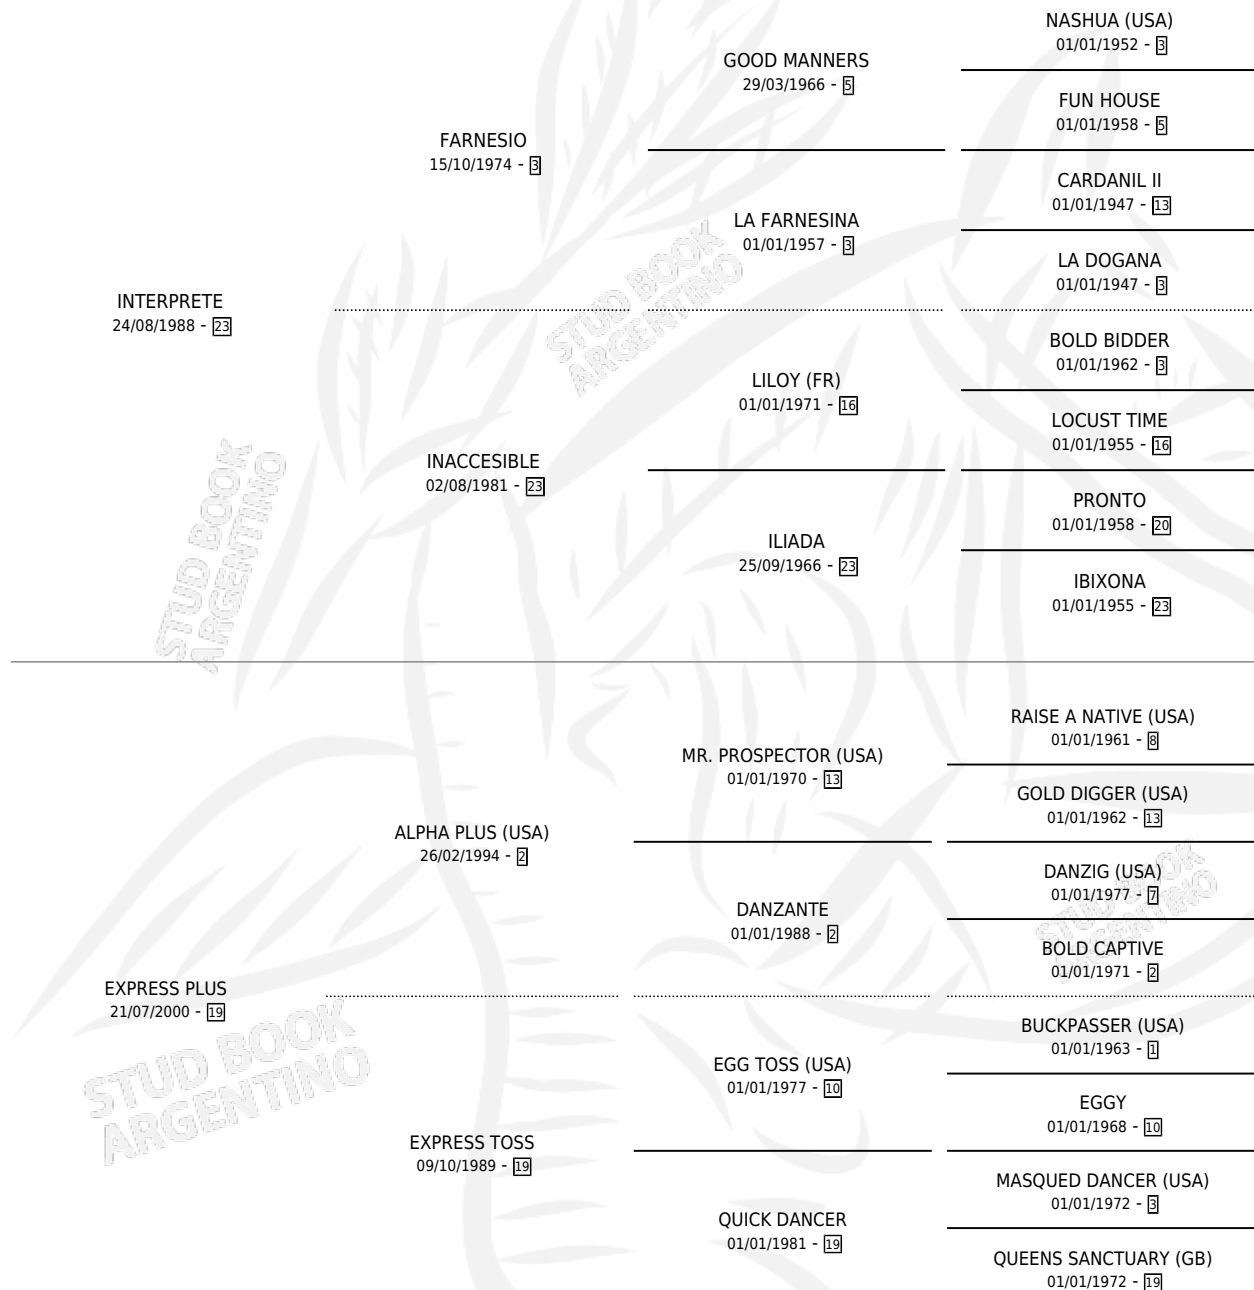 NASHUA (USA)
01/01/1952 - 3
GOOD MANNERS
29/03/1966 - 5
FUN HOUSE
01/01/1958 - 5
FARNESIO
15/10/1974 - 3
CARDANIL II
01/01/1947 - 13
LA FARNESINA
01/01/1957 - 3
LA DOGANA
01/01/1947 - 3
INTERPRETE
24/08/1988 - 23
BOLD BIDDER
01/01/1962 - 3
LILOY (FR)
01/01/1971 - 16
LOCUST TIME
01/01/1955 - 16
INACCESIBLE
02/08/1981 - 23
PRONTO
01/01/1958 - 20
ILIADA
25/09/1966 - 23
IBIXONA
01/01/1955 - 23
STUD BOOK
ARGENTINO
STUD BOOK
ARGENTINO
RAISE A NATIVE (USA)
01/01/1961 - 8
MR. PROSPECTOR (USA)
01/01/1970 - 13
GOLD DIGGER (USA)
01/01/1962 - 13
ALPHA PLUS (USA)
26/02/1994 - 2
DANZIG (USA)
01/01/1977 - 7
DANZANTE
01/01/1988 - 2
BOLD CAPTIVE
01/01/1971 - 2
EXPRESS PLUS
21/07/2000 - 19
BUCKPASSER (USA)
01/01/1963 - 1
EGG TOSS (USA)
01/01/1977 - 10
EGGY
01/01/1968 - 10
EXPRESS TOSS
09/10/1989 - 19
MASQUED DANCER (USA)
01/01/1972 - 3
QUICK DANCER
01/01/1981 - 19
QUEENS SANCTUARY (GB)
01/01/1972 - 19
STUD BOOK
ARGENTINO
STUD BOOK
ARGENTINO